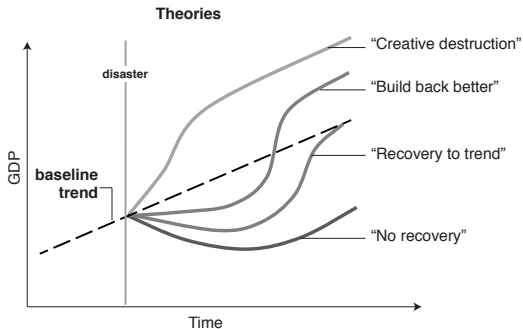 Theories
"Creative destruction"
disaster
"Build back better"
GDP
baseline
trend
"Recovery to trend"
"No recovery"
Time